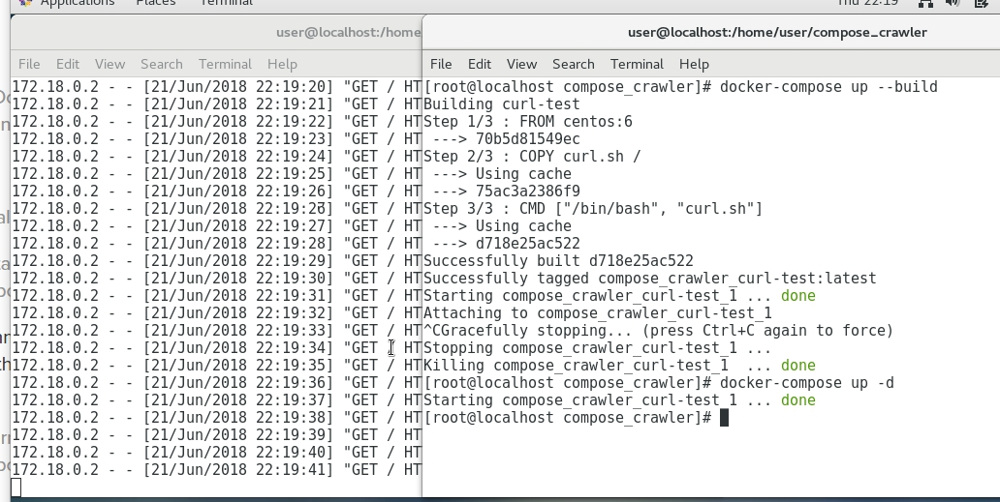 Applications Places Terminal Thu 22:19
user@localhost:/home
File Edit View Search Terminal Help
172.18.0.2 - - [21/Jun/2018 22:19:20] "GET / HT
172.18.0.2 - - [21/Jun/2018 22:19:21] "GET / HT
172.18.0.2 - - [21/Jun/2018 22:19:22] "GET / HT
172.18.0.2 - - [21/Jun/2018 22:19:23] "GET / HT
172.18.0.2 - - [21/Jun/2018 22:19:24] "GET / HT
172.18.0.2 - - [21/Jun/2018 22:19:25] "GET / HT
172.18.0.2 - - [21/Jun/2018 22:19:26] "GET / HT
172.18.0.2 - - [21/Jun/2018 22:19:26] "GET / HT
172.18.0.2 - - [21/Jun/2018 22:19:27] "GET / HT
172.18.0.2 - - [21/Jun/2018 22:19:28] "GET / HT
172.18.0.2 - - [21/Jun/2018 22:19:29] "GET / HT
172.18.0.2 - - [21/Jun/2018 22:19:30] "GET / HT
172.18.0.2 - - [21/Jun/2018 22:19:31] "GET / HT
172.18.0.2 - - [21/Jun/2018 22:19:32] "GET / HT
172.18.0.2 - - [21/Jun/2018 22:19:33] "GET / HT
172.18.0.2 - - [21/Jun/2018 22:19:34] "GET / HT
172.18.0.2 - - [21/Jun/2018 22:19:35] "GET / HT
172.18.0.2 - - [21/Jun/2018 22:19:36] "GET / HT
172.18.0.2 - - [21/Jun/2018 22:19:37] "GET / HT
172.18.0.2 - - [21/Jun/2018 22:19:38] "GET / HT
172.18.0.2 - - [21/Jun/2018 22:19:39] "GET / HT
172.18.0.2 - - [21/Jun/2018 22:19:40] "GET / HT
172.18.0.2 - - [21/Jun/2018 22:19:41] "GET / HT
user@localhost:/home/user/compose_crawler
File Edit View Search Terminal Help
[root@localhost compose_crawler]# docker-compose up --build
Building curl-test
Step 1/3 : FROM centos:6
 ---> 70b5d81549ec
Step 2/3 : COPY curl.sh /
 ---> Using cache
 ---> 75ac3a2386f9
Step 3/3 : CMD ["/bin/bash", "curl.sh"]
 ---> Using cache
 ---> d718e25ac522
Successfully built d718e25ac522
Successfully tagged compose_crawler_curl-test:latest
Starting compose_crawler_curl-test_1 ... done
Attaching to compose_crawler_curl-test_1
^CGracefully stopping... (press Ctrl+C again to force)
Stopping compose_crawler_curl-test_1 ...
Killing compose_crawler_curl-test_1  ... done
[root@localhost compose_crawler]# docker-compose up -d
Starting compose_crawler_curl-test_1 ... done
[root@localhost compose_crawler]#